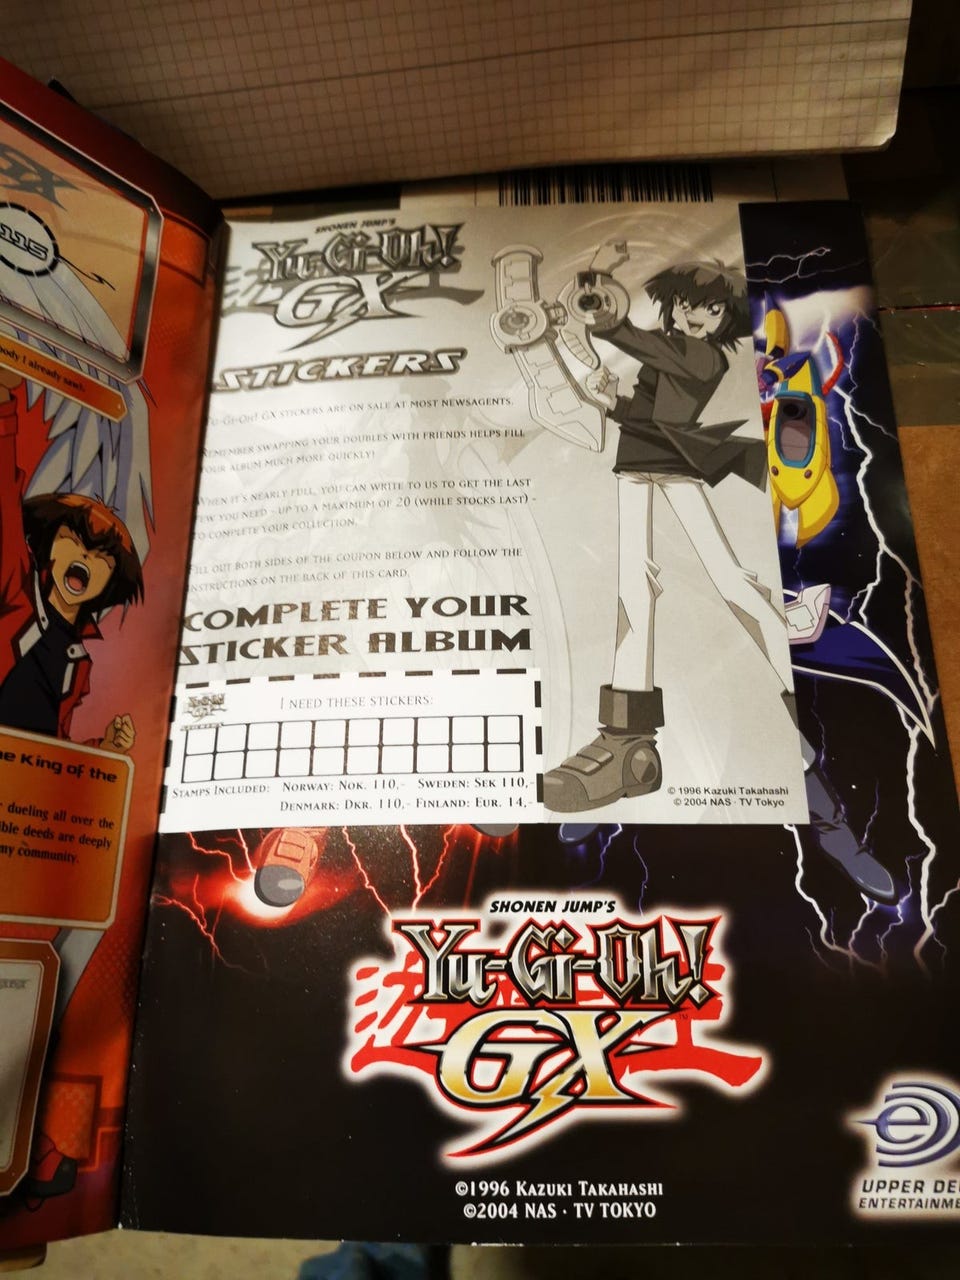 115
body I already saw!
SHONEN JUMP'S
YU-GI-OH!
GX
STICKERS
YU-GI-OH! GX STICKERS ARE ON SALE AT MOST NEWSAGENTS.
REMEMBER SWAPPING YOUR DOUBLES WITH FRIENDS HELPS FILL
YOUR ALBUM MUCH MORE QUICKLY!
WHEN IT'S NEARLY FULL, YOU CAN WRITE TO US TO GET THE LAST
FEW YOU NEED - UP TO A MAXIMUM OF 20 (WHILE STOCKS LAST) -
TO COMPLETE YOUR COLLECTION.
FILL OUT BOTH SIDES OF THE COUPON BELOW AND FOLLOW THE
INSTRUCTIONS ON THE BACK OF THIS CARD.
COMPLETE YOUR
STICKER ALBUM
I NEED THESE STICKERS:
STAMPS INCLUDED: NORWAY: NOK. 110,- SWEDEN: SEK 110,-
DENMARK: DKR. 110,- FINLAND: EUR. 14,-
© 1996 Kazuki Takahashi
© 2004 NAS · TV Tokyo
he King of the
dueling all over the
ble deeds are deeply
my community.
SHONEN JUMP'S
Yu-Gi-Oh!
GX
©1996 KAZUKI TAKAHASHI
©2004 NAS · TV TOKYO
e
UPPER DE
ENTERTAINME